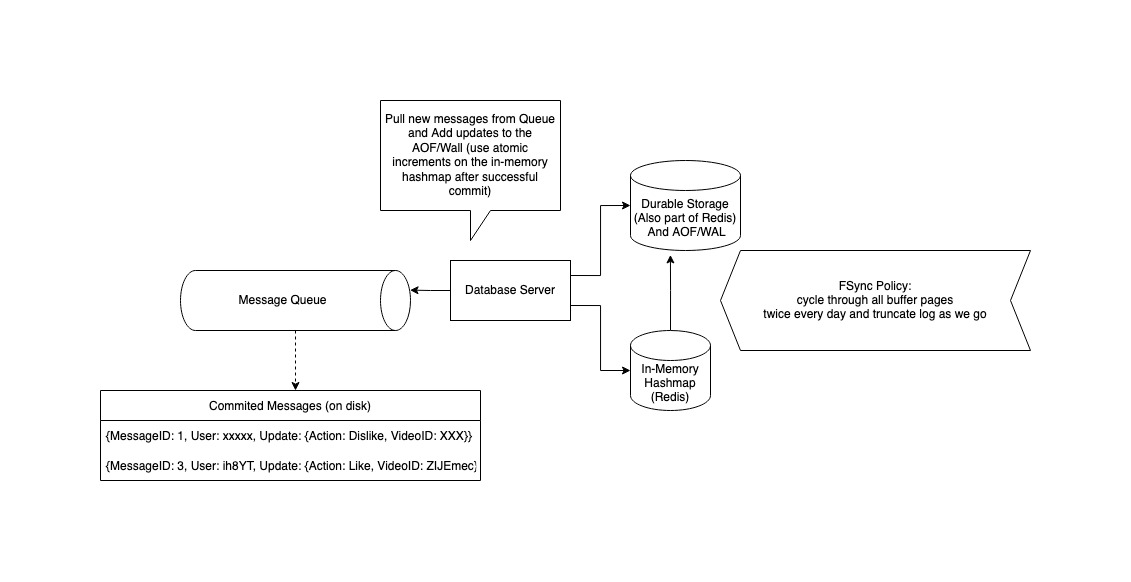 Pull new messages from Queue
and Add updates to the
AOF/Wall (use atomic
increments on the in-memory
hashmap after successful
commit)
Durable Storage
(Also part of Redis)
And AOF/WAL
Database Server
Message Queue
FSync Policy:
cycle through all buffer pages
twice every day and truncate log as we go
In-Memory
Hashmap
(Redis)
Commited Messages (on disk)
{MessageID: 1, User: xxxxx, Update: {Action: Dislike, VideoID: XXX}}
{MessageID: 3, User: ih8YT, Update: {Action: Like, VideoID: ZIJEmec}